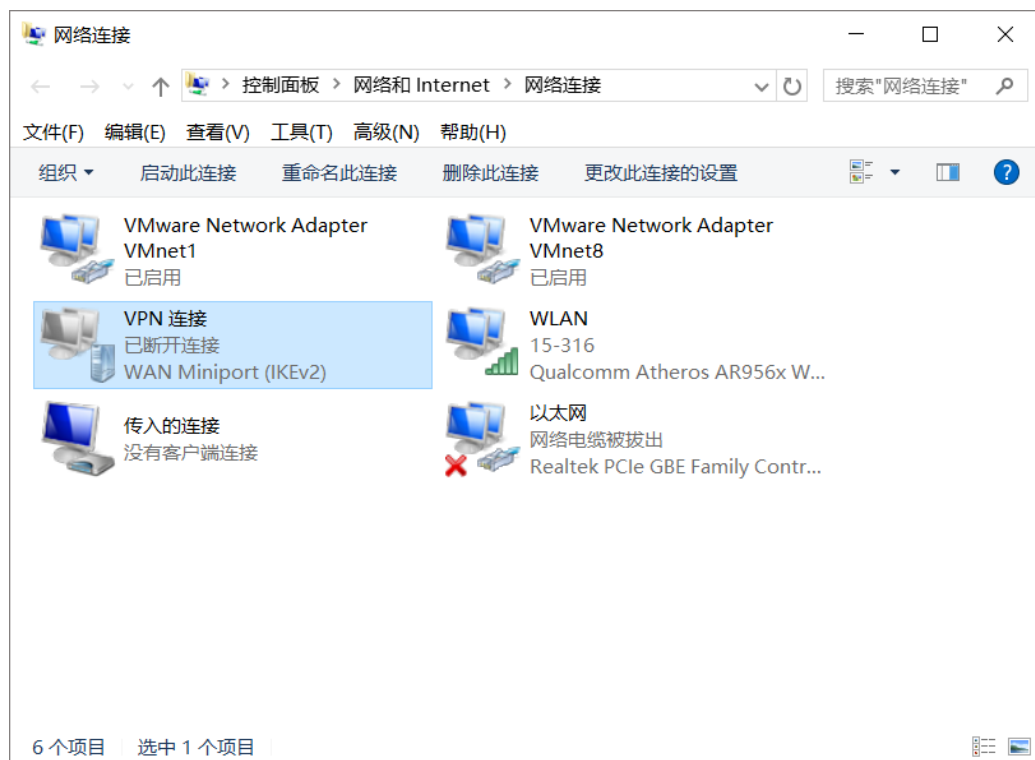 网络连接
控制面板 › 网络和 Internet › 网络连接
搜索"网络连接"
文件(F) 编辑(E) 查看(V) 工具(T) 高级(N) 帮助(H)
组织 启动此连接 重命名此连接 删除此连接 更改此连接的设置
VMware Network Adapter
VMnet1
已启用
VMware Network Adapter
VMnet8
已启用
VPN 连接
已断开连接
WAN Miniport (IKEv2)
WLAN
15-316
Qualcomm Atheros AR956x W...
传入的连接
没有客户端连接
以太网
网络电缆被拔出
Realtek PCIe GBE Family Contr...
6 个项目 选中 1 个项目